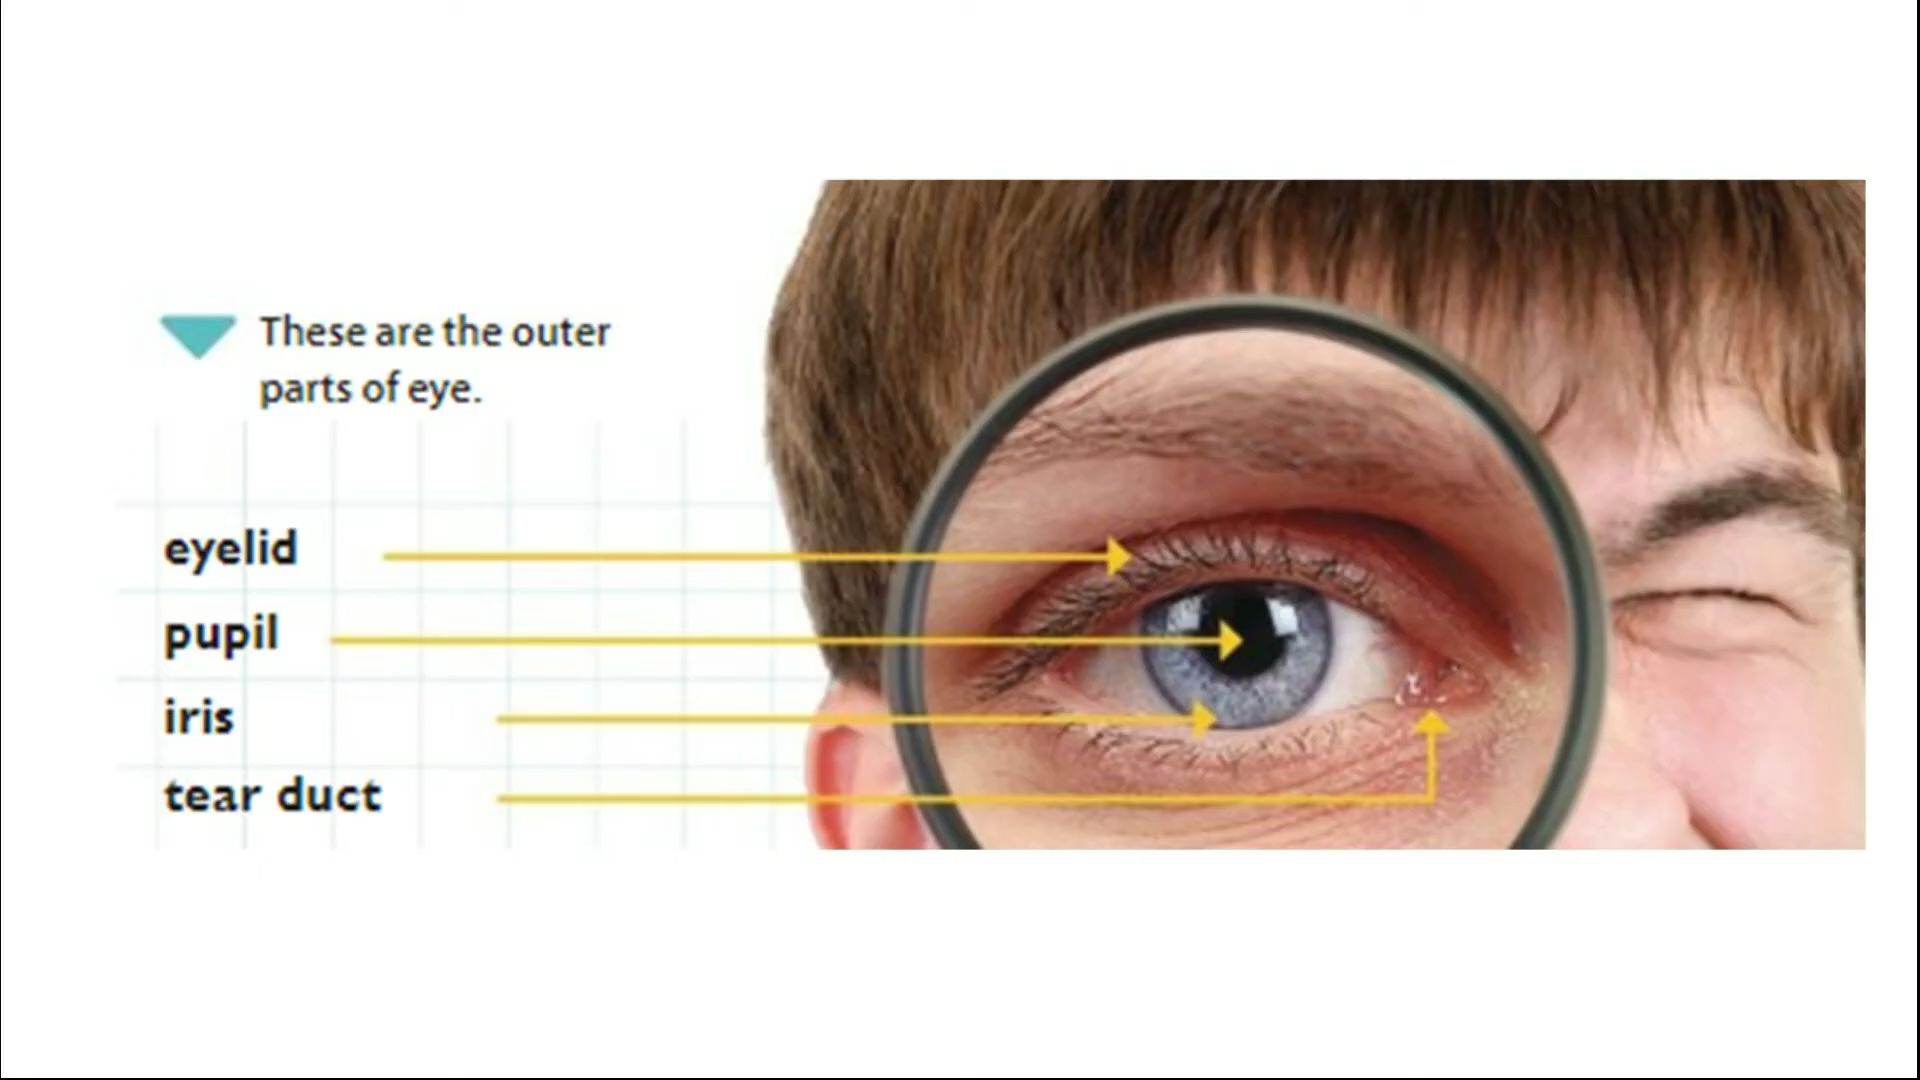 These are the outer
parts of eye.
eyelid
pupil
iris
tear duct